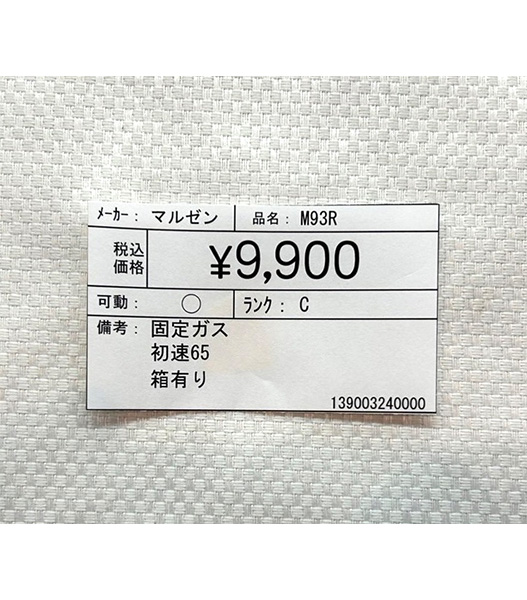 ﾒｰｶｰ： マルゼン 品名： M93R
税込
価格 ¥9,900
可動： ○ ﾗﾝｸ： C
備考： 固定ガス
初速65
箱有り
139003240000